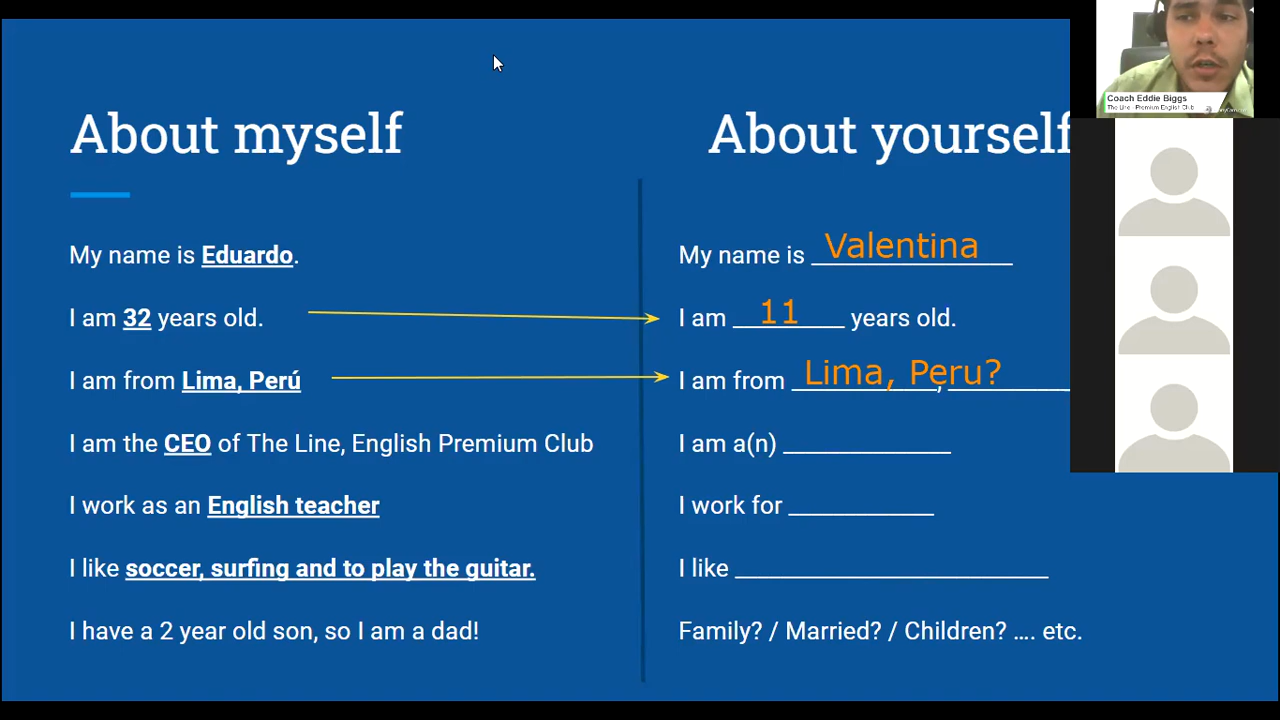 About myself
My name is Eduardo.
I am 32 years old.
I am from Lima, Perú
I am the CEO of The Line, English Premium Club
I work as an English teacher
I like soccer, surfing and to play the guitar.
I have a 2 year old son, so I am a dad!
About yourself
My name is Valentina
I am 11 years old.
I am from Lima, Peru?
I am a(n)
I work for
I like
Family? / Married? / Children? .... etc.
Coach Eddie Biggs
The Line - Premium English Club